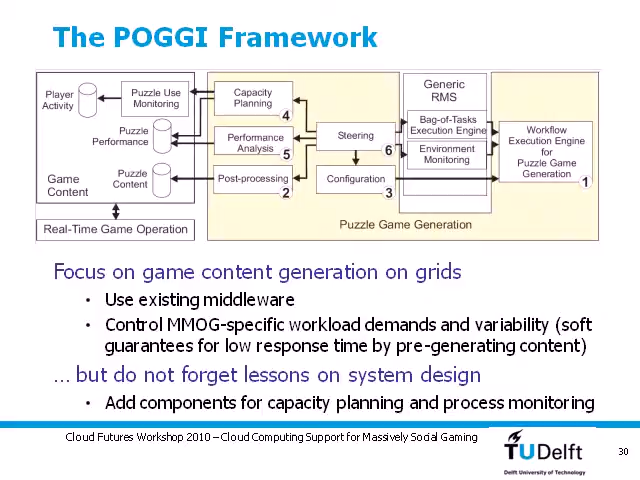 The POGGI Framework
Player
Activity
Puzzle Use
Monitoring
Capacity
Planning
4
Generic
RMS
Puzzle
Performance
Performance
Analysis
5
Steering
6
Bag-of-Tasks
Execution Engine
Environment
Monitoring
Workflow
Execution Engine
for
Puzzle Game
Generation
1
Game
Content
Puzzle
Content
Post-processing
2
Configuration
3
Real-Time Game Operation
Puzzle Game Generation
Focus on game content generation on grids
• Use existing middleware
• Control MMOG-specific workload demands and variability (soft
guarantees for low response time by pre-generating content)
... but do not forget lessons on system design
• Add components for capacity planning and process monitoring
Cloud Futures Workshop 2010 – Cloud Computing Support for Massively Social Gaming
TUDelft
Delft University of Technology
30